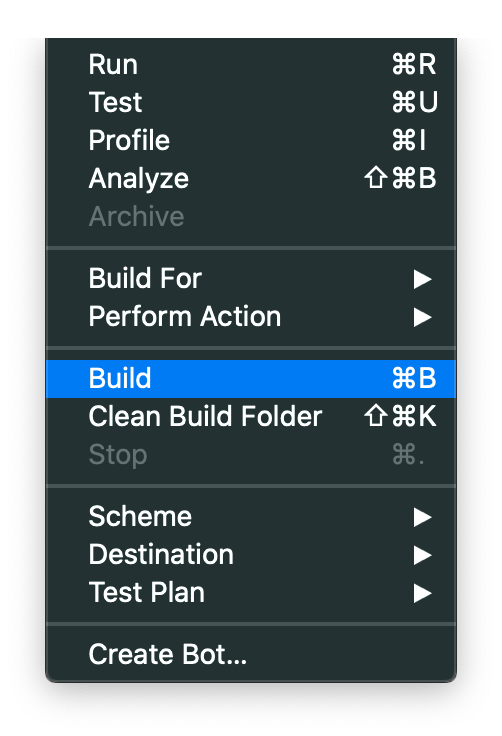 Run ⌘R
Test ⌘U
Profile ⌘I
Analyze ⇧⌘B
Archive
Build For ▶
Perform Action ▶
Build ⌘B
Clean Build Folder ⇧⌘K
Stop ⌘.
Scheme ▶
Destination ▶
Test Plan ▶
Create Bot...